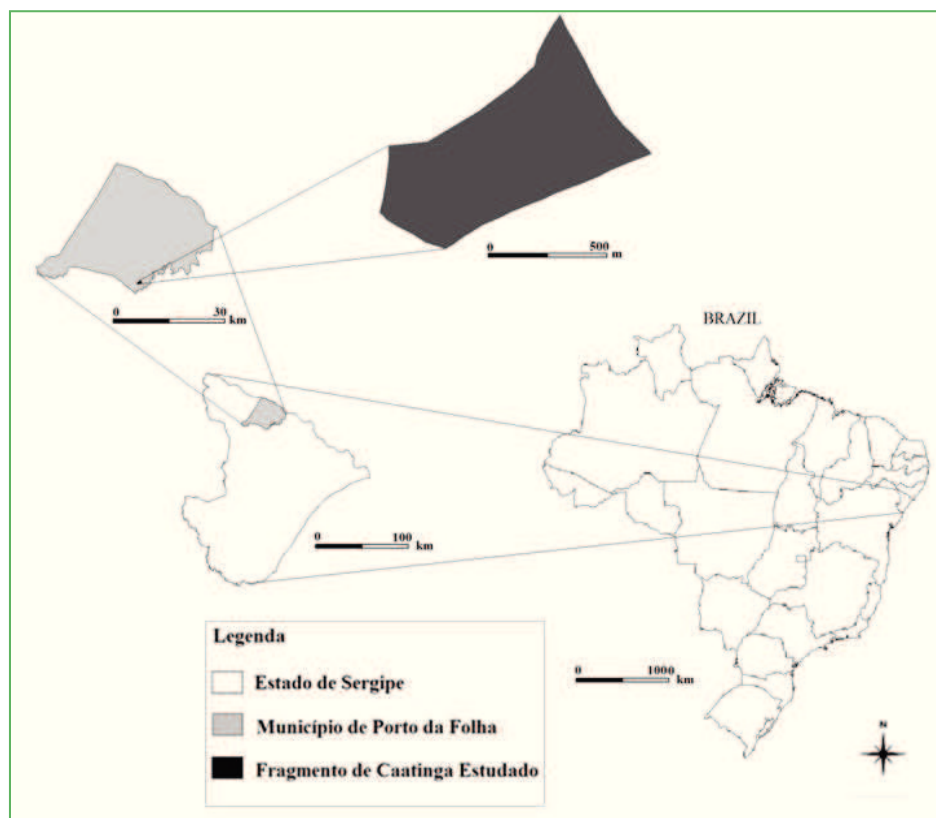 0 500
m
0 30
km
BRAZIL
0 100
km
Legenda
Estado de Sergipe
Município de Porto da Folha
Fragmento de Caatinga Estudado
0 1000
km
N